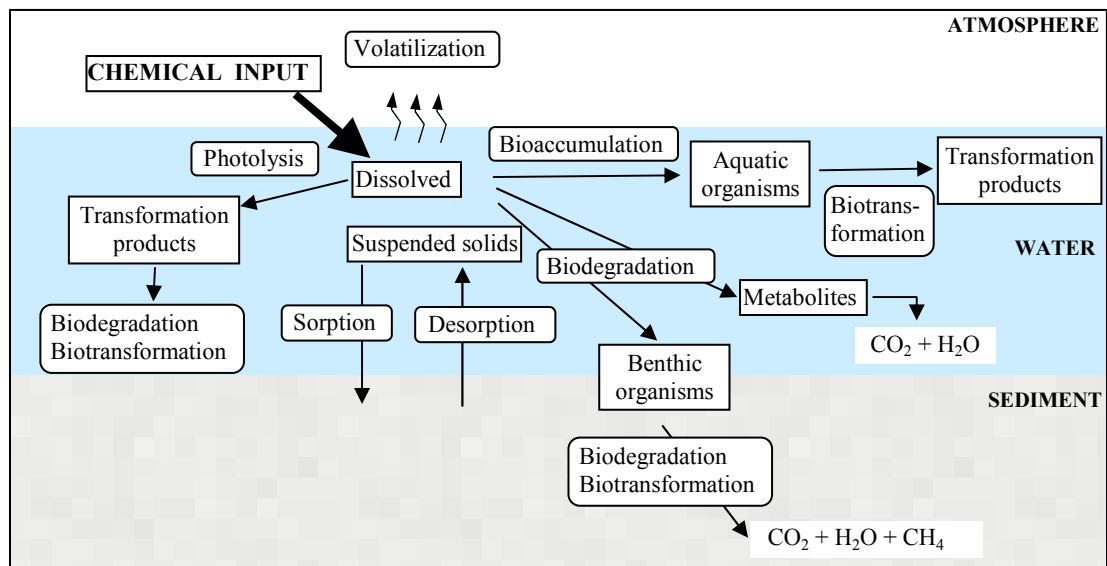 ATMOSPHERE
Volatilization
CHEMICAL INPUT
Photolysis
Bioaccumulation
Dissolved
Aquatic
organisms
Transformation
products
Biotrans-
formation
Transformation
products
Suspended solids
WATER
Biodegradation
Metabolites
Biodegradation
Biotransformation
Sorption
Desorption
CO₂ + H₂O
Benthic
organisms
SEDIMENT
Biodegradation
Biotransformation
CO₂ + H₂O + CH₄